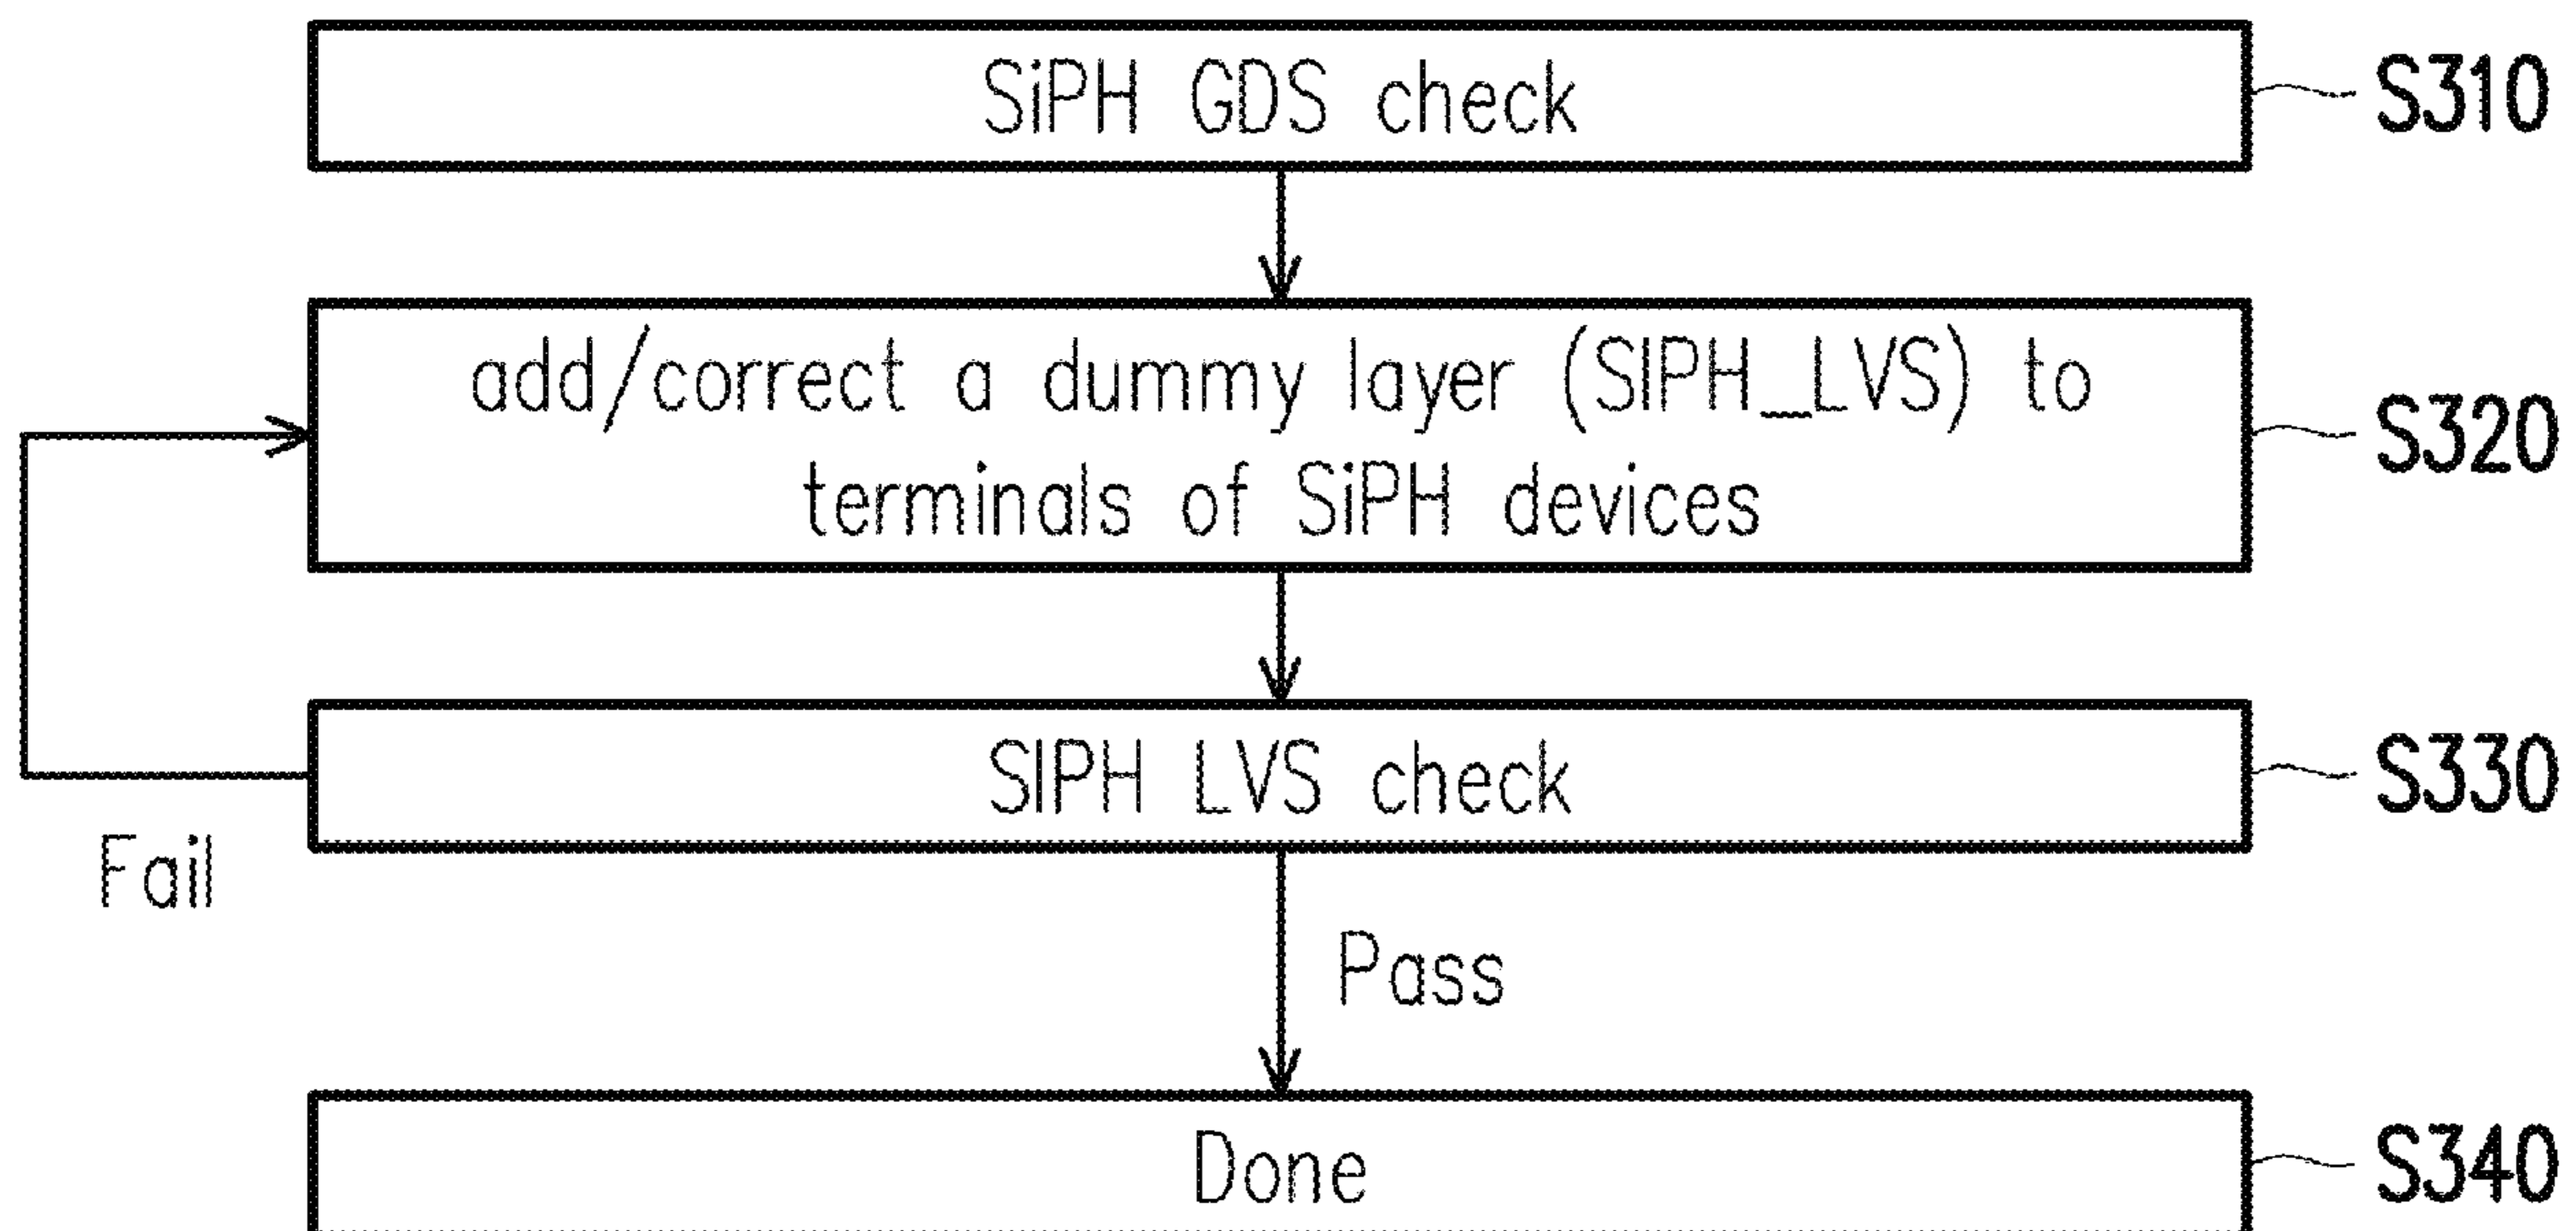 SiPH GDS check
S310
add/correct a dummy layer (SIPH_LVS) to
terminals of SiPH devices
S320
SIPH LVS check
S330
Fail
Pass
Done
S340